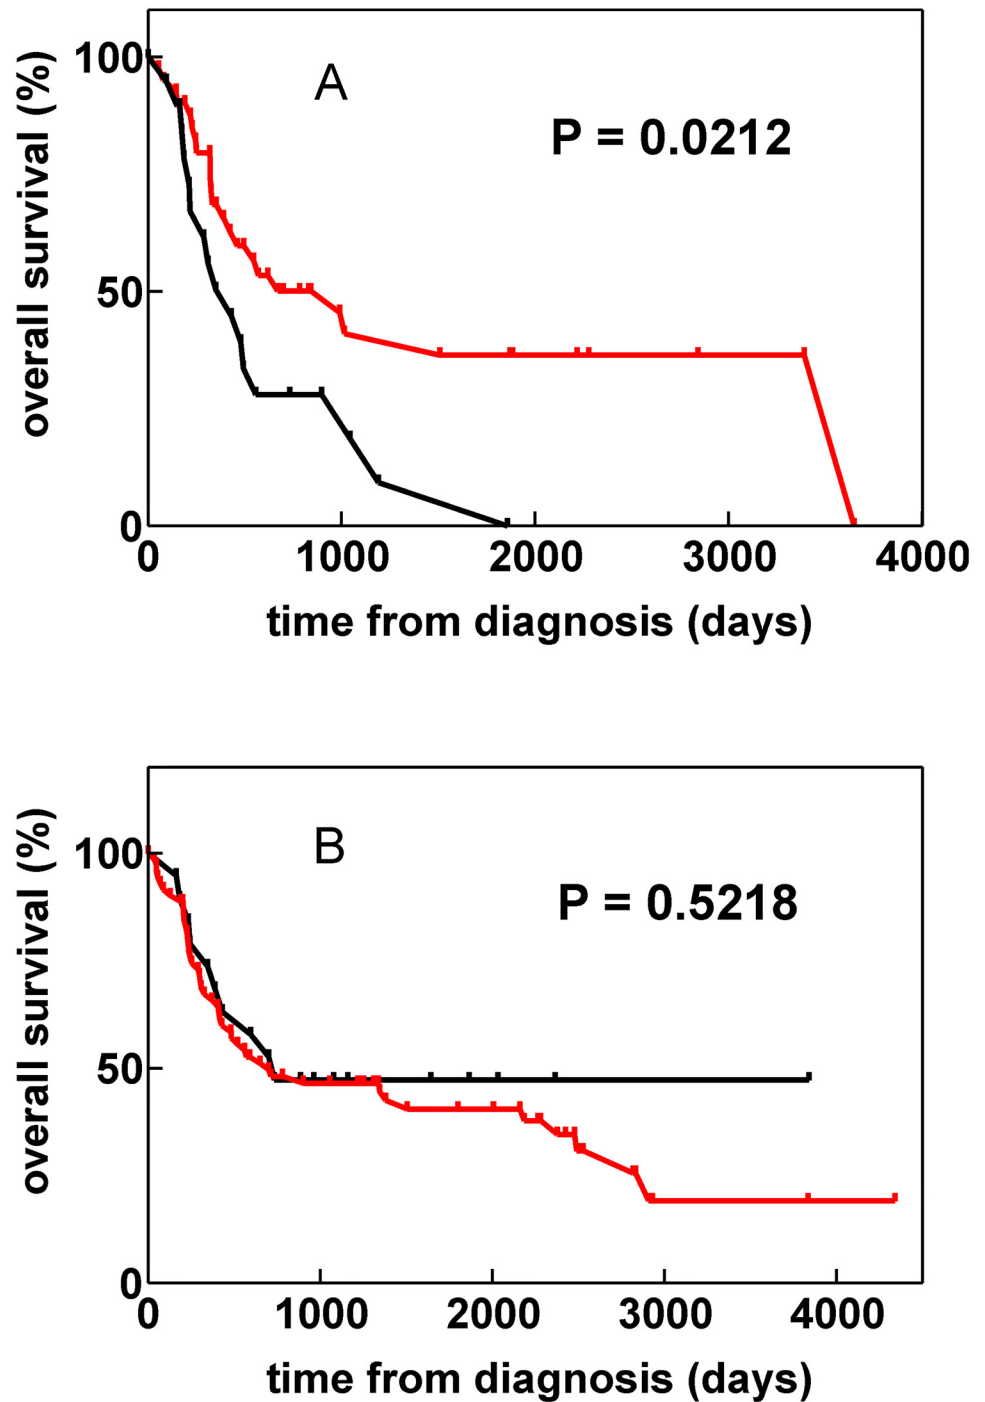 A
P = 0.0212
overall survival (%)
100
50
0
0 1000 2000 3000 4000
time from diagnosis (days)
B
P = 0.5218
overall survival (%)
100
50
0
0 1000 2000 3000 4000
time from diagnosis (days)